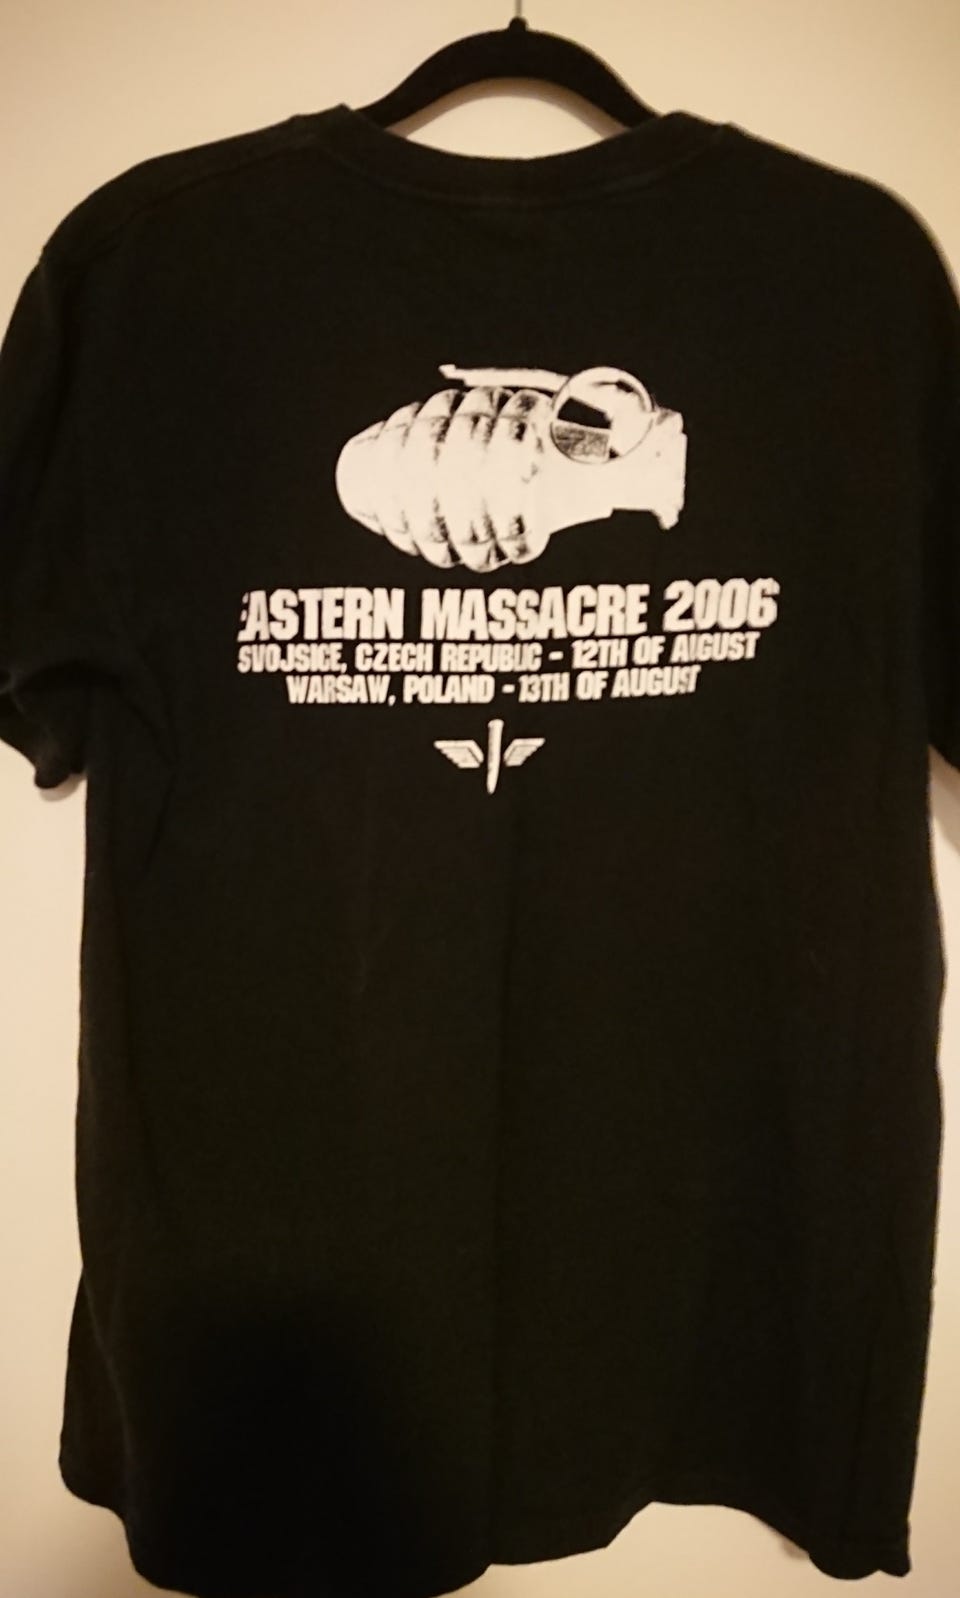 EASTERN MASSACRE 2006
SVOJSICE, CZECH REPUBLIC - 12TH OF AUGUST
WARSAW, POLAND - 13TH OF AUGUST